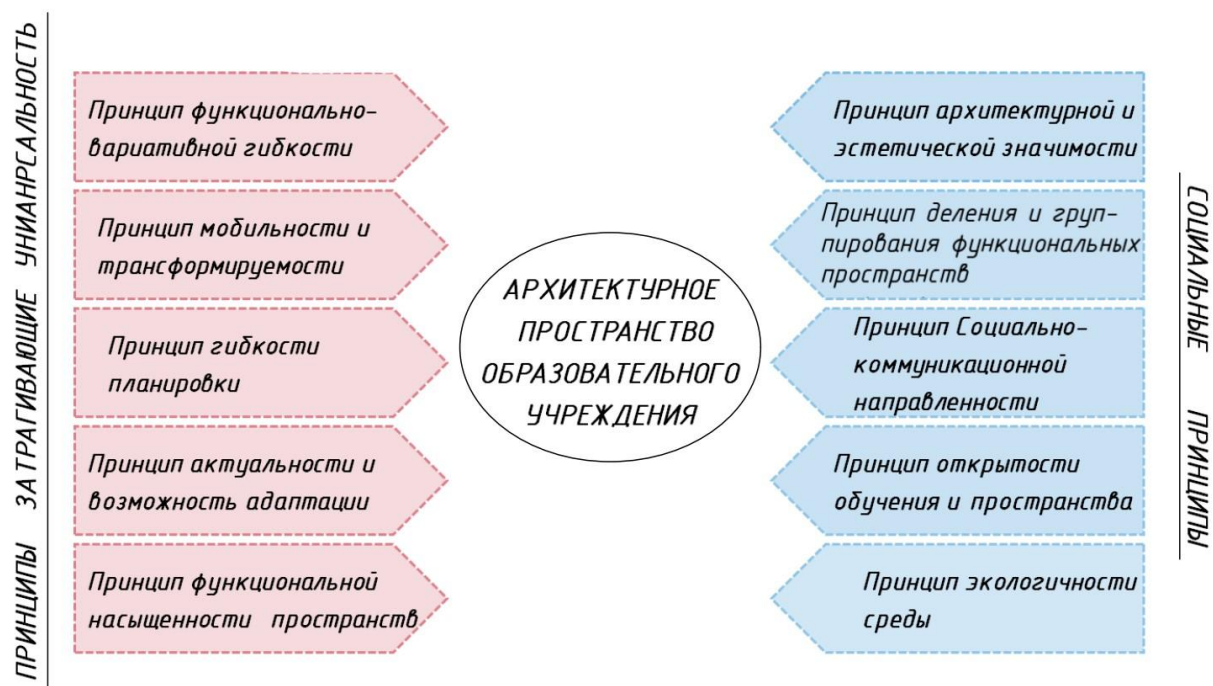 ПРИНЦИПЫ ЗАТРАГИВАЮЩИЕ УНИАНРСАЛЬНОСТЬ
Принцип функционально-
вариативной гибкости
Принцип мобильности и
трансформируемости
Принцип гибкости
планировки
Принцип актуальности и
возможность адаптации
Принцип функциональной
насыщенности пространств
АРХИТЕКТУРНОЕ
ПРОСТРАНСТВО
ОБРАЗОВАТЕЛЬНОГО
УЧРЕЖДЕНИЯ
Принцип архитектурной и
эстетической значимости
Принцип деления и груп-
пирования функциональных
пространств
Принцип Социально-
коммуникационной
направленности
Принцип открытости
обучения и пространства
Принцип экологичности
среды
СОЦИАЛЬНЫЕ ПРИНЦИПЫ